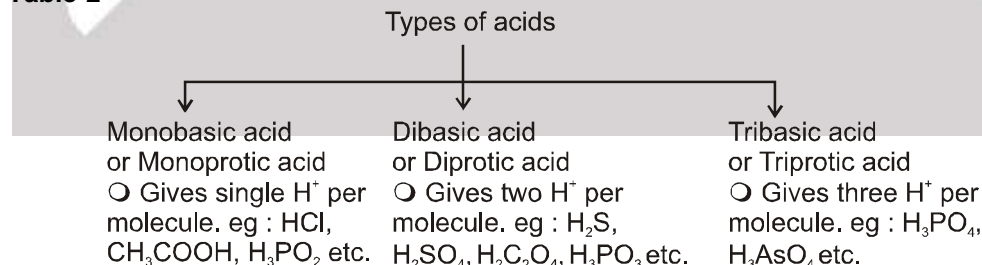 Types of acids
Monobasic acid
or Monoprotic acid
❍ Gives single H⁺ per
molecule. eg : HCl,
CH₃COOH, H₃PO₂ etc.
Dibasic acid
or Diprotic acid
❍ Gives two H⁺ per
molecule. eg : H₂S,
H₂SO₄, H₂C₂O₄, H₃PO₃ etc.
Tribasic acid
or Triprotic acid
❍ Gives three H⁺ per
molecule. eg : H₃PO₄,
H₃AsO₄ etc.